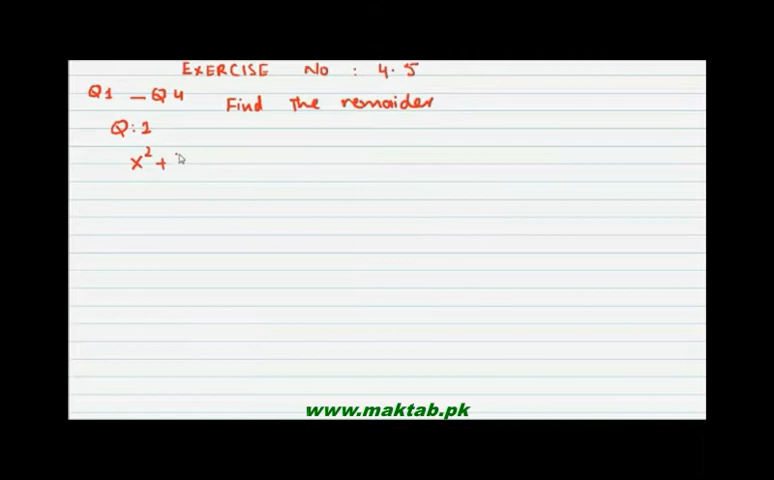 EXERCISE No : 4.5
Q1 – Q4 Find the remaider
Q:1
x² +
www.maktab.pk